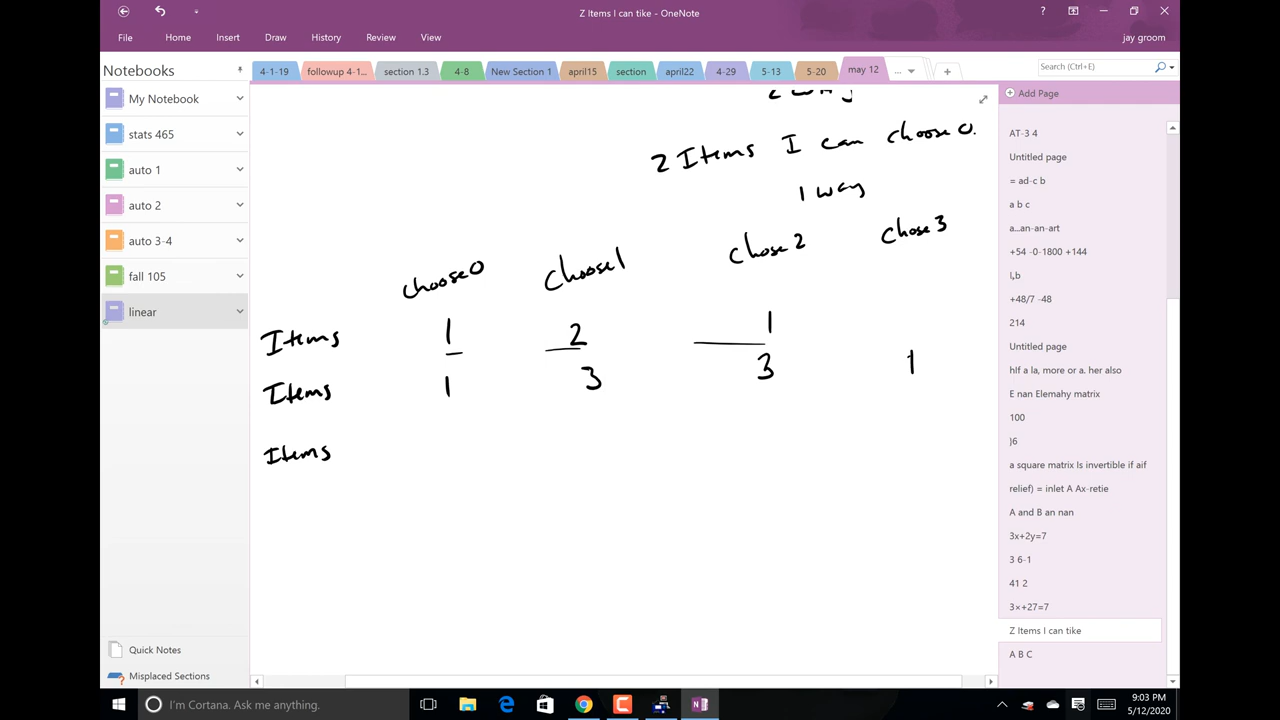 Z Items I can tike - OneNote
? 
File Home Insert Draw History Review View
jay groom
Notebooks
4-1-19 followup 4-1... section 1.3 4-8 New Section 1 april15 section april22 4-29 5-13 5-20 may 12 ... +
Search (Ctrl+E)
My Notebook
stats 465
auto 1
auto 2
auto 3-4
fall 105
linear
2 Items I can choose 0.
1 way
choose 0 choose 1 chose 2 chose 3
Items 1 2 1
Items 1 3 3 1
Items
Add Page
AT-3 4
Untitled page
= ad-c b
a b c
a...an-an-art
+54 -0-1800 +144
l,b
+48/7 -48
214
Untitled page
hIf a la, more or a. her also
E nan Elemahy matrix
100
)6
a square matrix Is invertible if aif
relief) = inlet A Ax-retie
A and B an nan
3x+2y=7
3 6-1
41 2
3×+27=7
Z Items I can tike
A B C
Quick Notes
Misplaced Sections
I'm Cortana. Ask me anything.
9:03 PM
5/12/2020